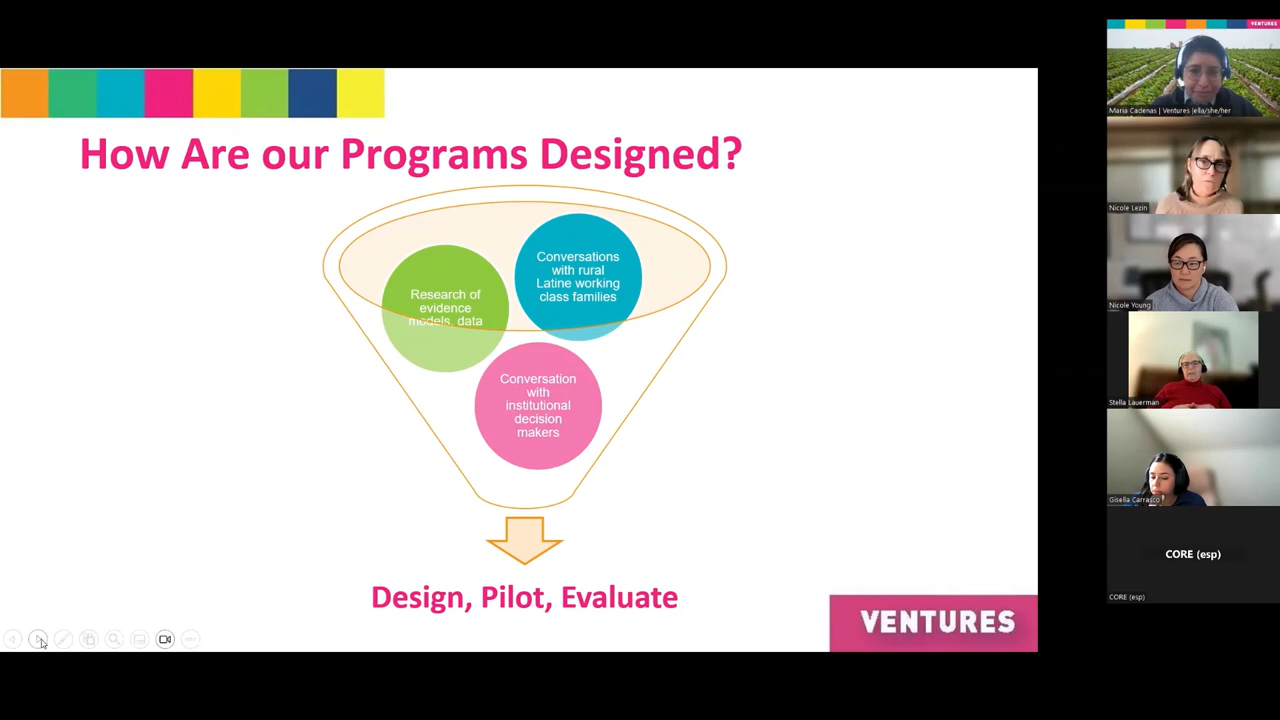 How Are our Programs Designed?
Research of
evidence
models, data
Conversations
with rural
Latine working
class families
Conversation
with
institutional
decision
makers
Design, Pilot, Evaluate
VENTURES
VENTURES
Maria Cadenas | Ventures |ella/she/her
Nicole Lezin
Nicole Young
Stella Lauerman
Gisella Carrasco
CORE (esp)
CORE (esp)